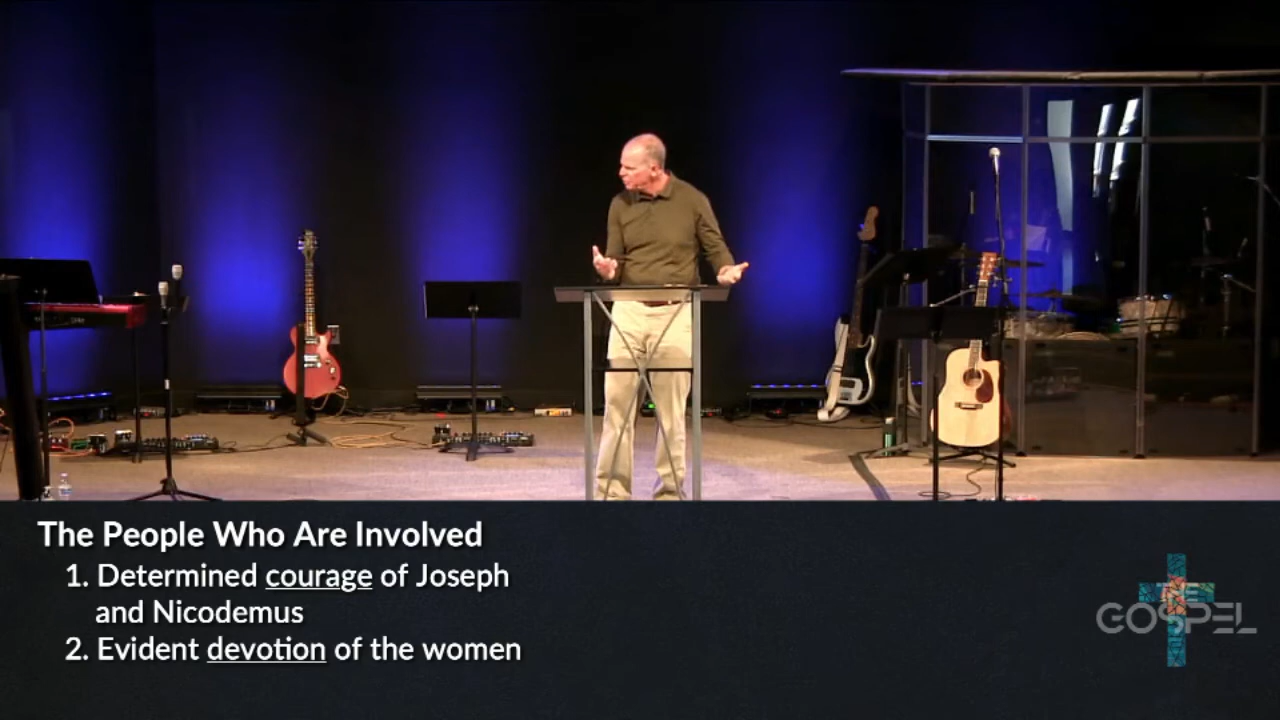 The People Who Are Involved
1. Determined courage of Joseph
and Nicodemus
2. Evident devotion of the women
THE
GOSPEL